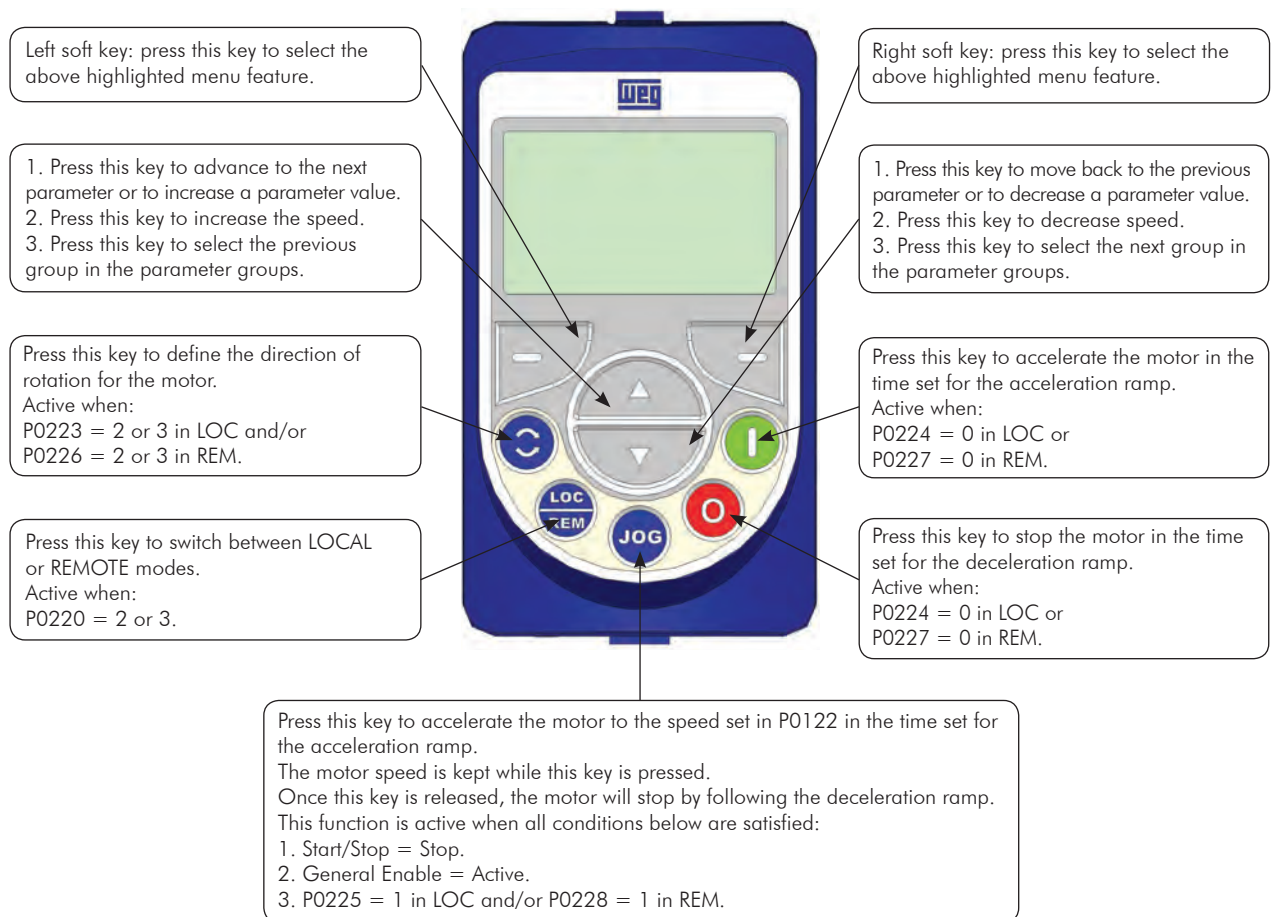 Left soft key: press this key to select the
above highlighted menu feature.
Right soft key: press this key to select the
above highlighted menu feature.
WEG
1. Press this key to advance to the next
parameter or to increase a parameter value.
2. Press this key to increase the speed.
3. Press this key to select the previous
group in the parameter groups.
1. Press this key to move back to the previous
parameter or to decrease a parameter value.
2. Press this key to decrease speed.
3. Press this key to select the next group in
the parameter groups.
Press this key to define the direction of
rotation for the motor.
Active when:
P0223 = 2 or 3 in LOC and/or
P0226 = 2 or 3 in REM.
Press this key to accelerate the motor in the
time set for the acceleration ramp.
Active when:
P0224 = 0 in LOC or
P0227 = 0 in REM.
LOC
REM
JOG
Press this key to switch between LOCAL
or REMOTE modes.
Active when:
P0220 = 2 or 3.
Press this key to stop the motor in the time
set for the deceleration ramp.
Active when:
P0224 = 0 in LOC or
P0227 = 0 in REM.
Press this key to accelerate the motor to the speed set in P0122 in the time set for
the acceleration ramp.
The motor speed is kept while this key is pressed.
Once this key is released, the motor will stop by following the deceleration ramp.
This function is active when all conditions below are satisfied:
1. Start/Stop = Stop.
2. General Enable = Active.
3. P0225 = 1 in LOC and/or P0228 = 1 in REM.